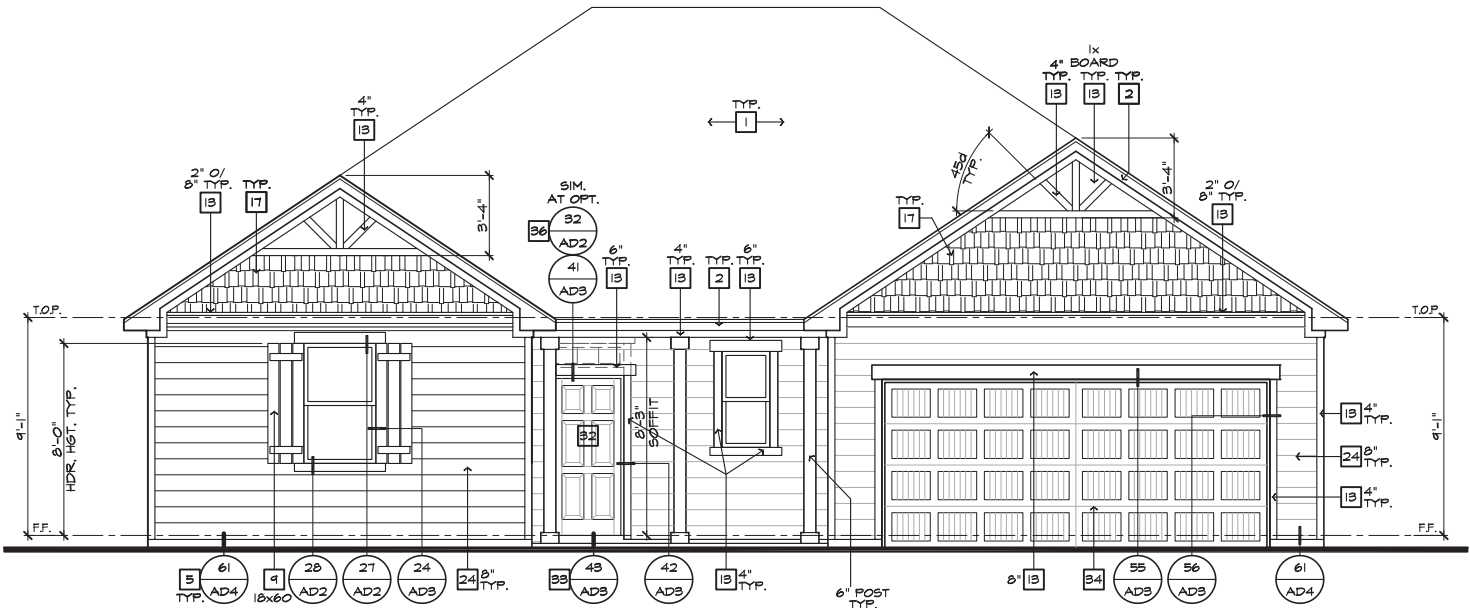 1x
BOARD
4" TYP. TYP. TYP.
13 13 2
4"
TYP.
13
TYP.
1
45d
TYP.
3'-4"
2" O/
8" TYP.
13
TYP.
17
3'-4"
SIM.
AT OPT.
36
32
AD2
41
AD3
6"
TYP.
13
4"
TYP.
13
TYP.
2
6"
TYP.
13
TYP.
17
2" O/
8" TYP.
13
T.O.P.
T.O.P.
9'-1"
8'-0"
HDR. HGT. TYP.
32
8'-3"
SOFFIT
13 4"
TYP.
24 8"
TYP.
13 4"
TYP.
9'-1"
F.F.
F.F.
5
TYP.
61
AD4
9
18x60
28
AD2
27
AD2
24
AD3
24 8"
TYP.
33
43
AD3
42
AD3
13 4"
TYP.
6" POST
TYP.
8" 13
34
55
AD3
56
AD3
61
AD4